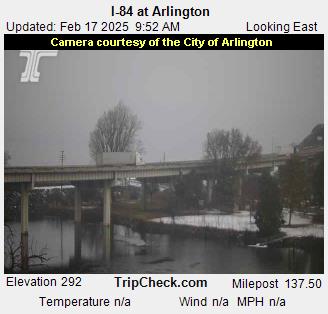 I-84 at Arlington
Updated: Feb 17 2025 9:52 AM Looking East
Camera courtesy of the City of Arlington
Elevation 292 TripCheck.com Milepost 137.50
Temperature n/a Wind n/a MPH n/a